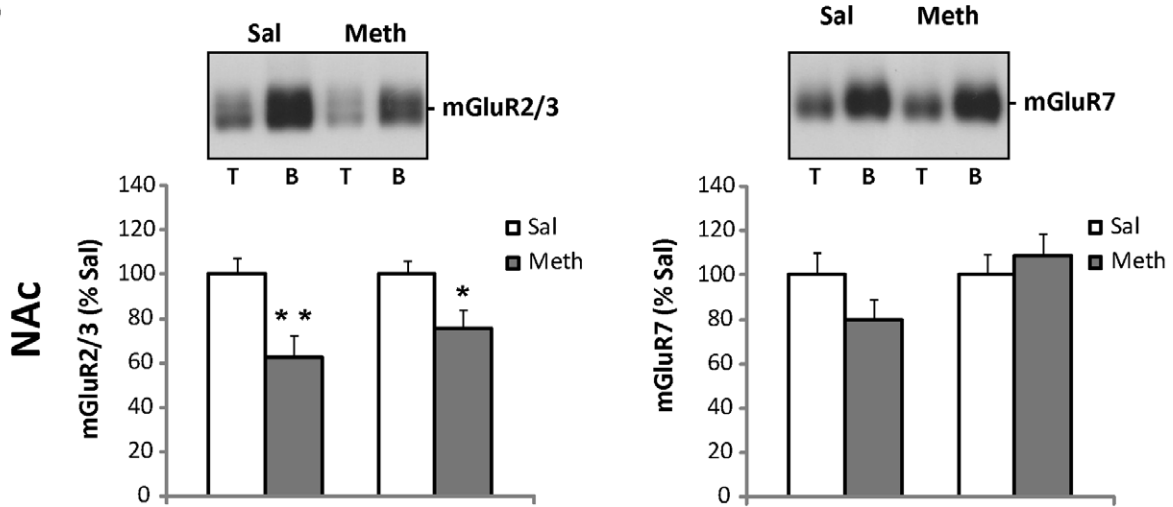 Sal Meth
mGluR2/3
T B T B
NAc
mGluR2/3 (% Sal)
140
120
100
80
60
40
20
0
* *
*
Sal
Meth
Sal Meth
mGluR7
T B T B
mGluR7 (% Sal)
140
120
100
80
60
40
20
0
Sal
Meth